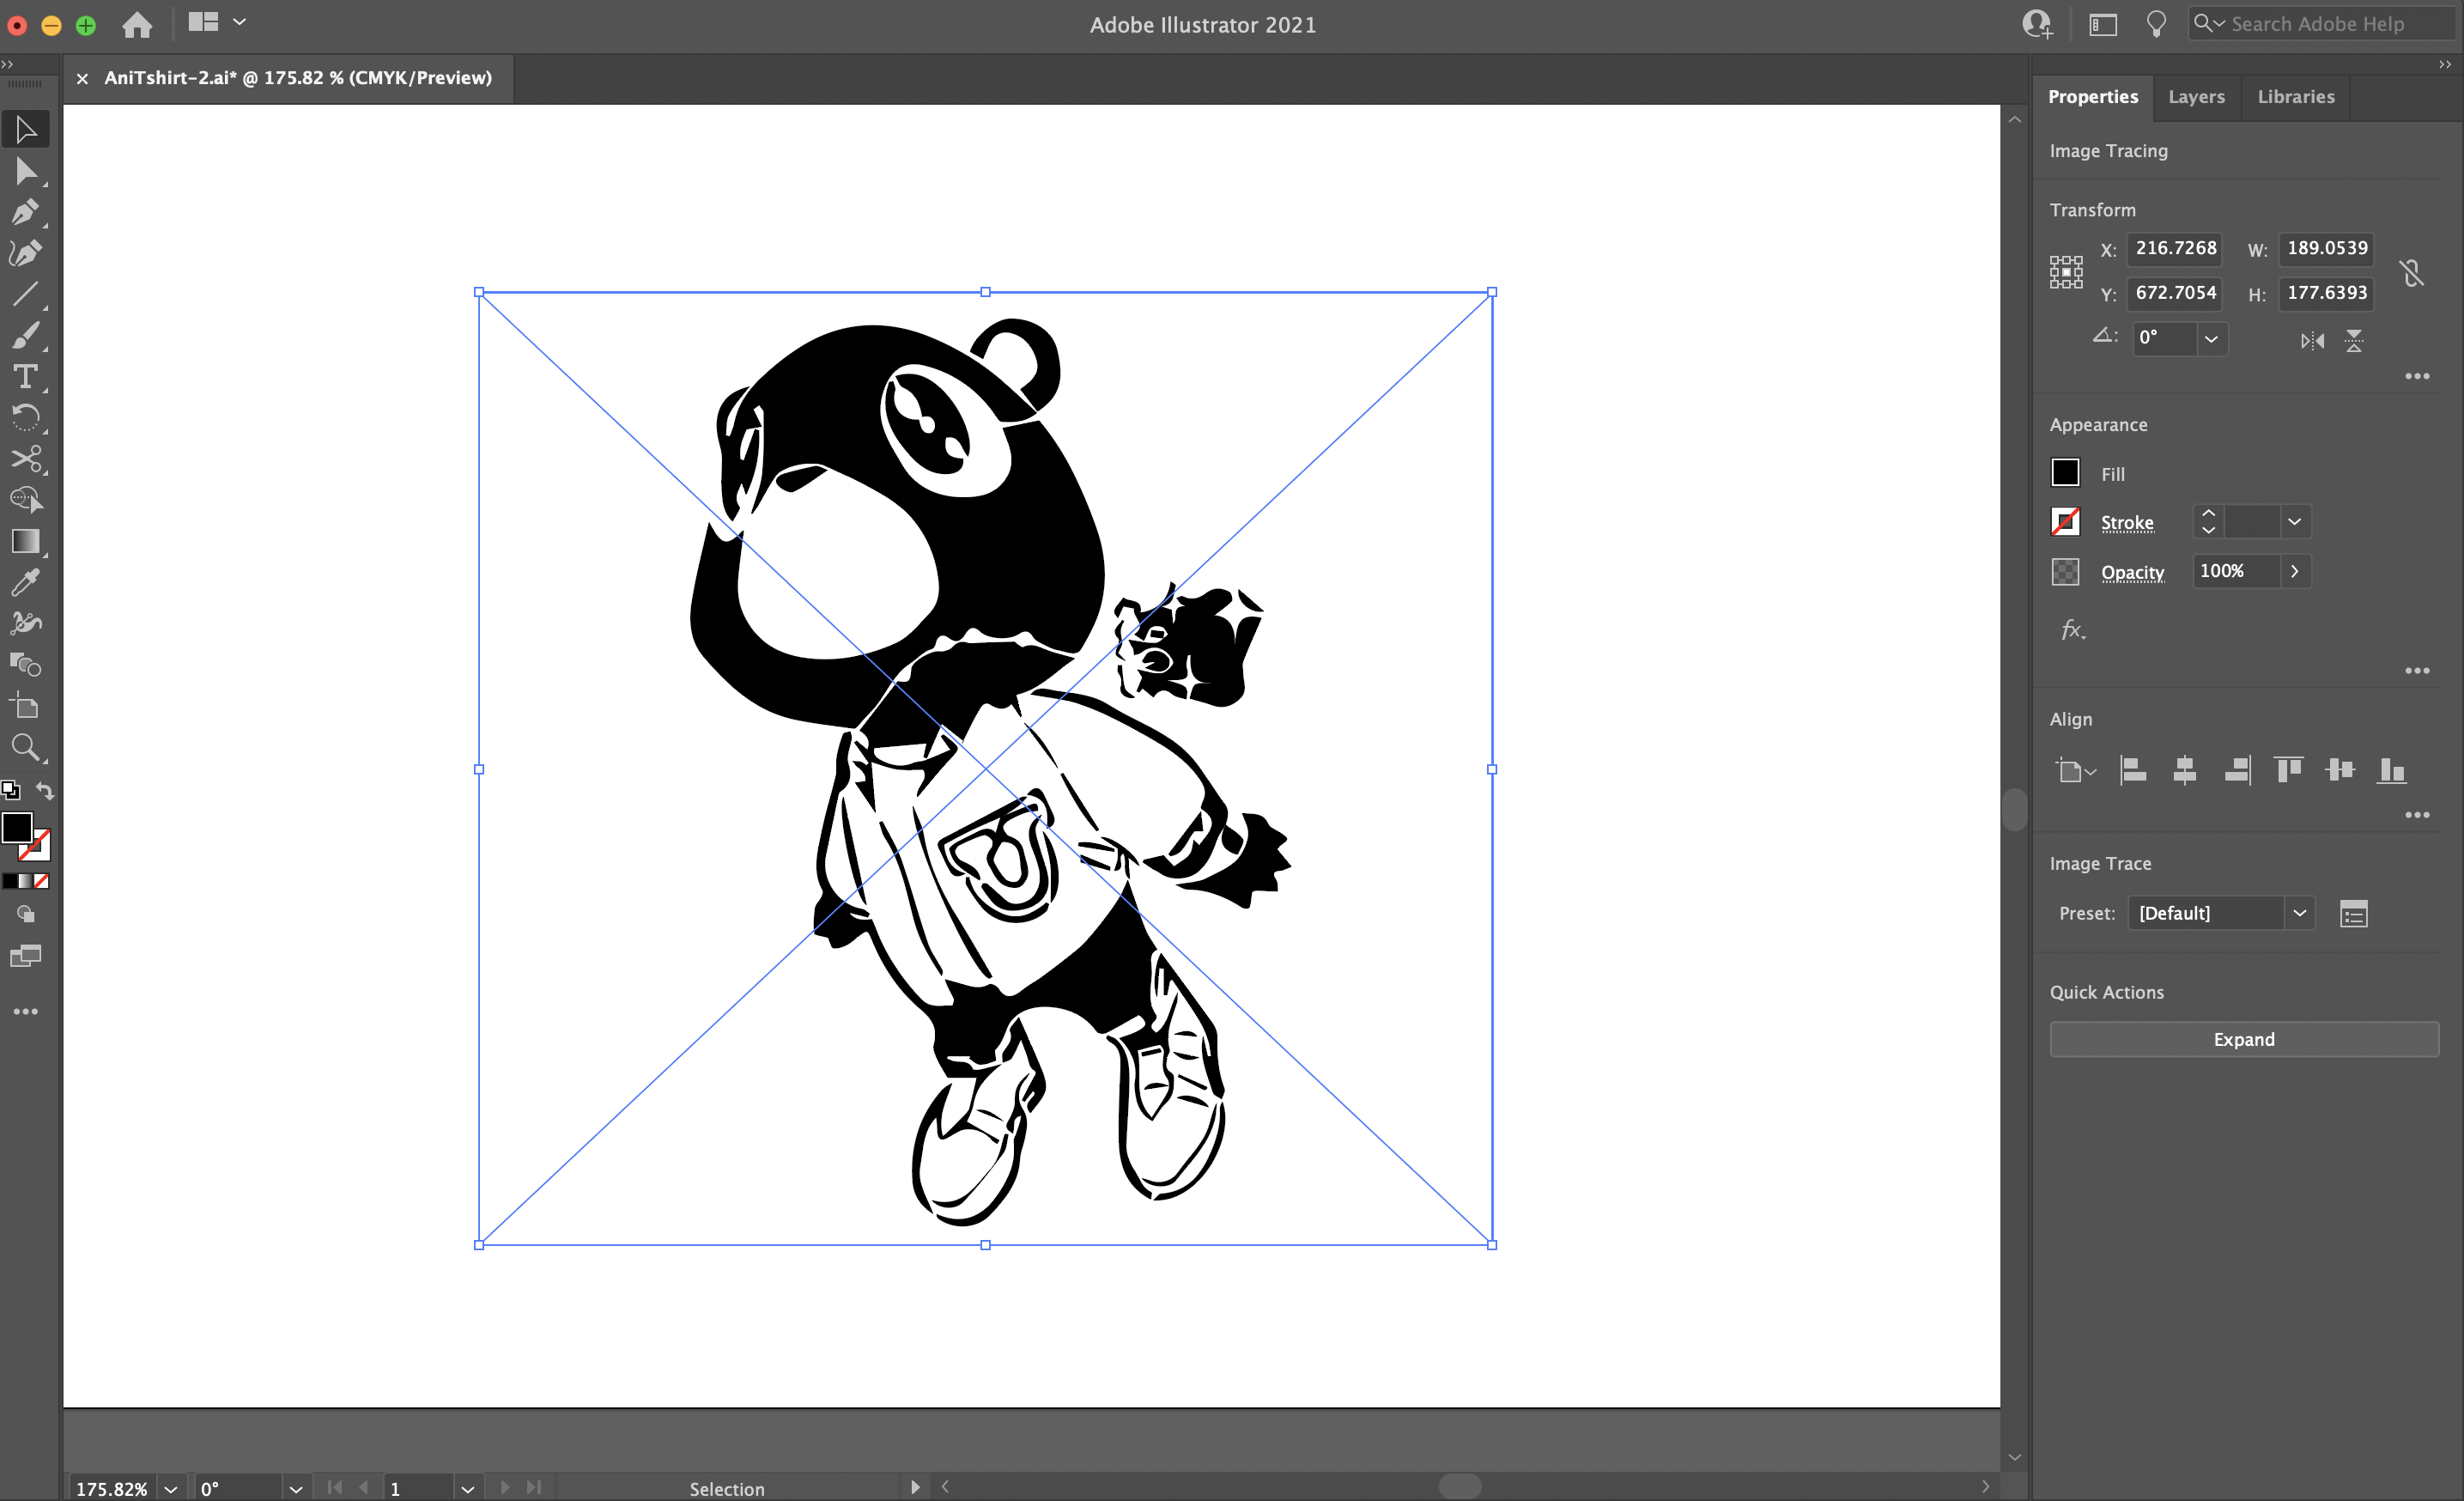 Adobe Illustrator 2021
Search Adobe Help
AniTshirt-2.ai* @ 175.82 % (CMYK/Preview)
Properties Layers Libraries
Image Tracing
Transform
X: 216.7268 W: 189.0539
Y: 672.7054 H: 177.6393
0°
Appearance
Fill
Stroke
Opacity 100%
fx.
Align
Image Trace
Preset: [Default]
Quick Actions
Expand
175.82% 0° 1 Selection